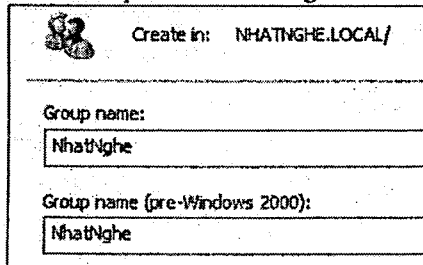 Create in: NHATNGHE.LOCAL/
Group name:
NhatNghe
Group name (pre-Windows 2000):
NhatNghe